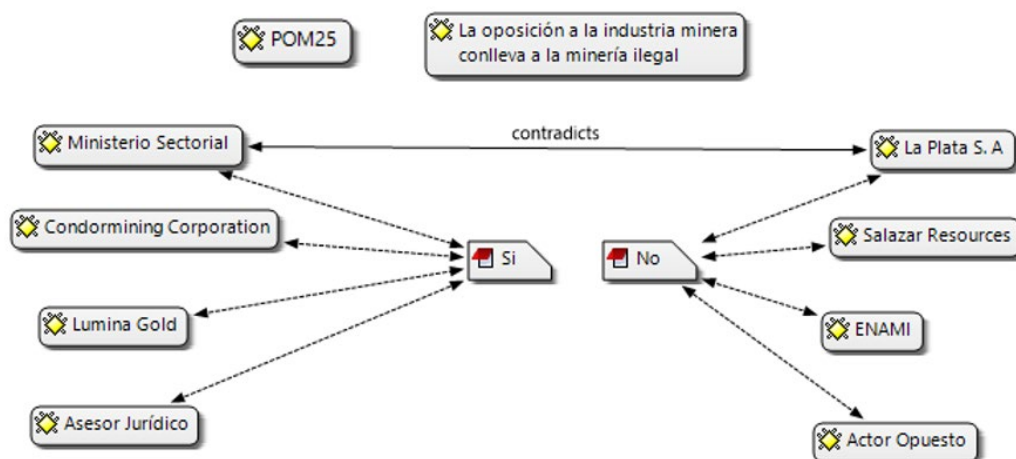 POM25
La oposición a la industria minera
conlleva a la minería ilegal
Ministerio Sectorial
contradicts
La Plata S. A
Condormining Corporation
Si
No
Salazar Resources
Lumina Gold
ENAMI
Asesor Jurídico
Actor Opuesto